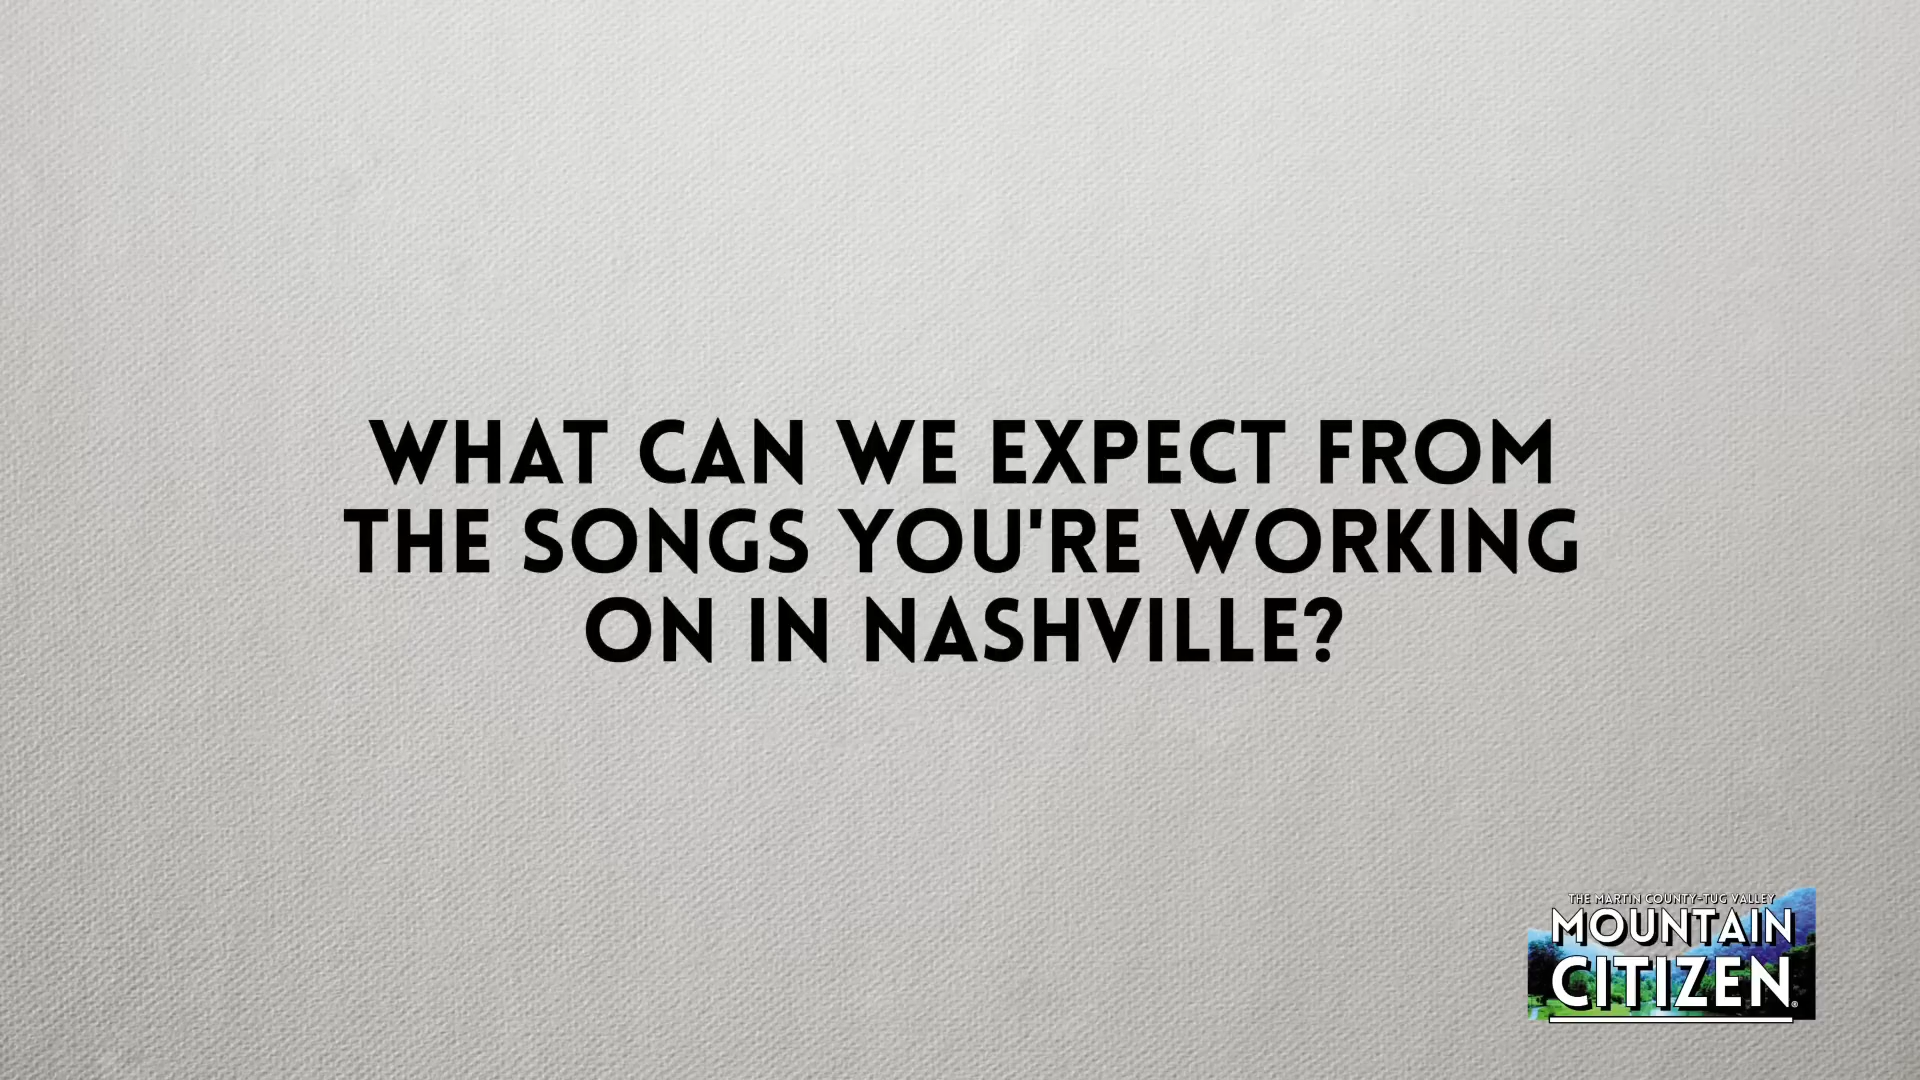 WHAT CAN WE EXPECT FROM
THE SONGS YOU'RE WORKING
ON IN NASHVILLE?
THE MARTIN COUNTY-TUG VALLEY
MOUNTAIN
CITIZEN®